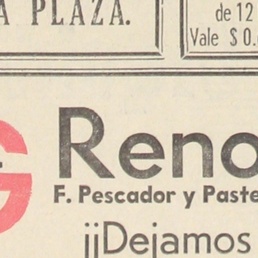 A PLAZA.
de 12
Vale $ 0.
Reno
F. Pescador y Paste
¡¡Dejamos